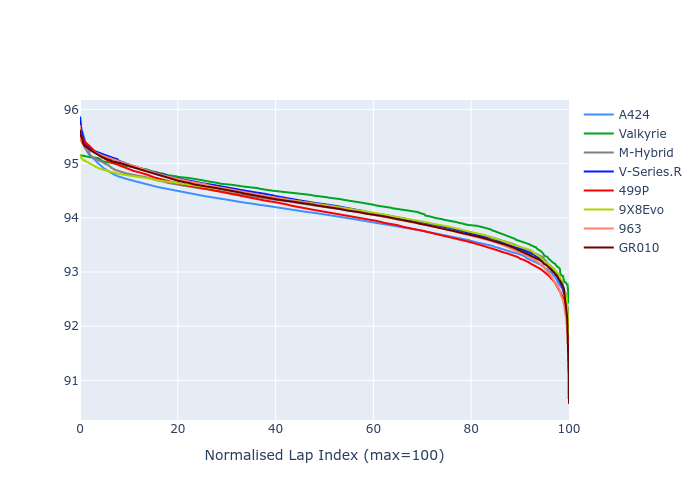 96
95
94
93
92
91
0 20 40 60 80 100
Normalised Lap Index (max=100)
A424
Valkyrie
M-Hybrid
V-Series.R
499P
9X8Evo
963
GR010